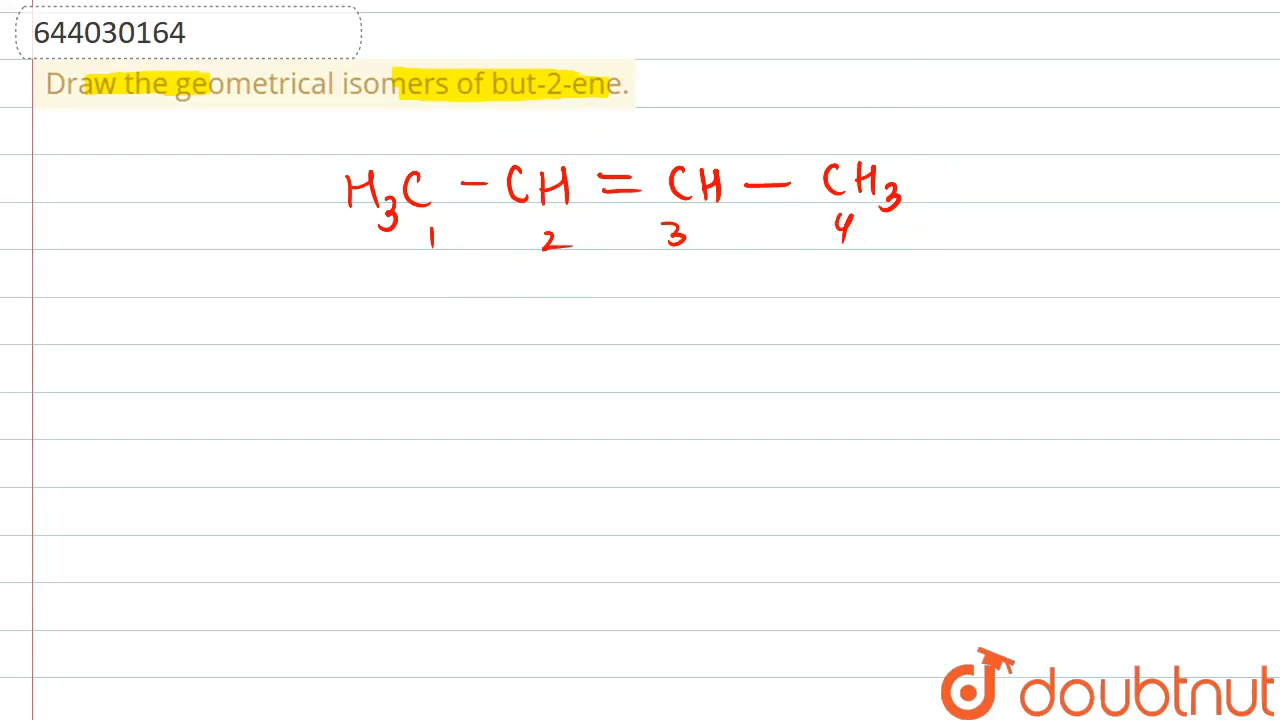 644030164
Draw the geometrical isomers of but-2-ene.
H₃C - CH = CH - CH₃
1 2 3 4
doubtnut